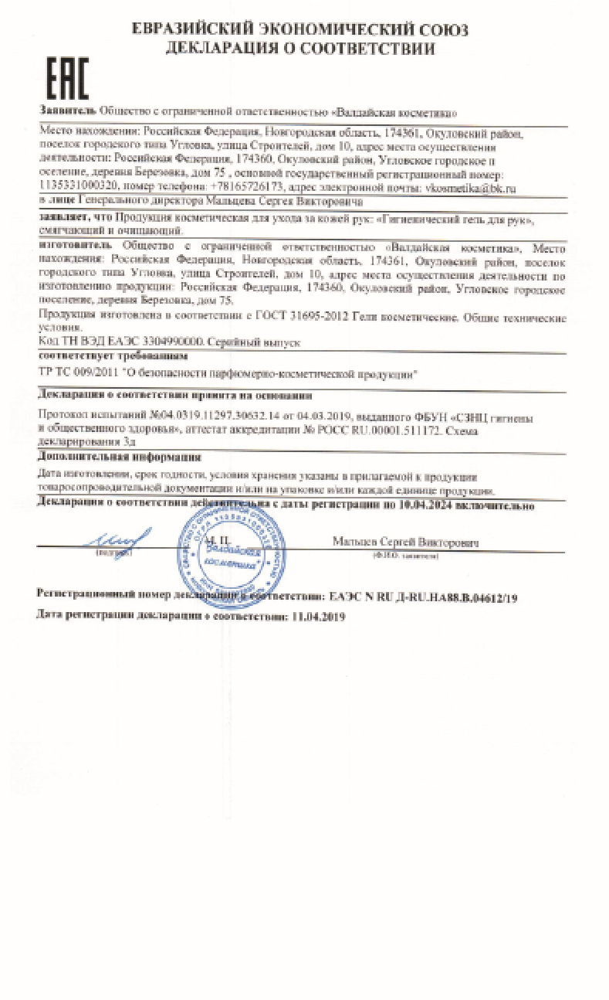 ЕВРАЗИЙСКИЙ ЭКОНОМИЧЕСКИЙ СОЮЗ
ДЕКЛАРАЦИЯ О СООТВЕТСТВИИ
ЕАС
Заявитель Общество с ограниченной ответственностью «Валдайская косметика»
Место нахождения: Российская Федерация, Новгородская область, 174361, Окуловский район,
поселок городского типа Угловка, улица Строителей, дом 10, адрес места осуществления
деятельности: Российская Федерация, 174360, Окуловский район, Угловское городское п
оселение, деревня Березовка, дом 75 , основной государственный регистрационный номер:
1135331000320, номер телефона: +78165726173, адрес электронной почты: vkosmetika@bk.ru
в лице Генерального директора Мальцева Сергея Викторовича
заявляет, что Продукция косметическая для ухода за кожей рук: «Гигиенический гель для рук»,
смягчающий и очищающий.
изготовитель Общество с ограниченной ответственностью «Валдайская косметика», Место
нахождения: Российская Федерация, Новгородская область, 174361, Окуловский район, поселок
городского типа Угловка, улица Строителей, дом 10, адрес места осуществления деятельности по
изготовлению продукции: Российская Федерация, 174360, Окуловский район, Угловское городское
поселение, деревня Березовка, дом 75.
Продукция изготовлена в соответствии с ГОСТ 31695-2012 Гели косметические. Общие технические
условия.
Код ТН ВЭД ЕАЭС 3304990000. Серийный выпуск
соответствует требованиям
ТР ТС 009/2011 "О безопасности парфюмерно-косметической продукции"
Декларация о соответствии принята на основании
Протокол испытаний №04.0319.11297.30632.14 от 04.03.2019, выданного ФБУН «СЗНЦ гигиены
и общественного здоровья», аттестат аккредитации № РОСС RU.00001.511172. Схема
декларирования 3д
Дополнительная информация
Дата изготовления, срок годности, условия хранения указаны в прилагаемой к продукции
товаросопроводительной документации и/или на упаковке и/или каждой единице продукции.
Декларация о соответствии действительна с даты регистрации по 10.04.2024 включительно
М. П. Мальцев Сергей Викторович
(подпись) (Ф.И.О. заявителя)
Валдайская
косметика
Регистрационный номер декларации о соответствии: ЕАЭС N RU Д-RU.НА88.В.04612/19
Дата регистрации декларации о соответствии: 11.04.2019